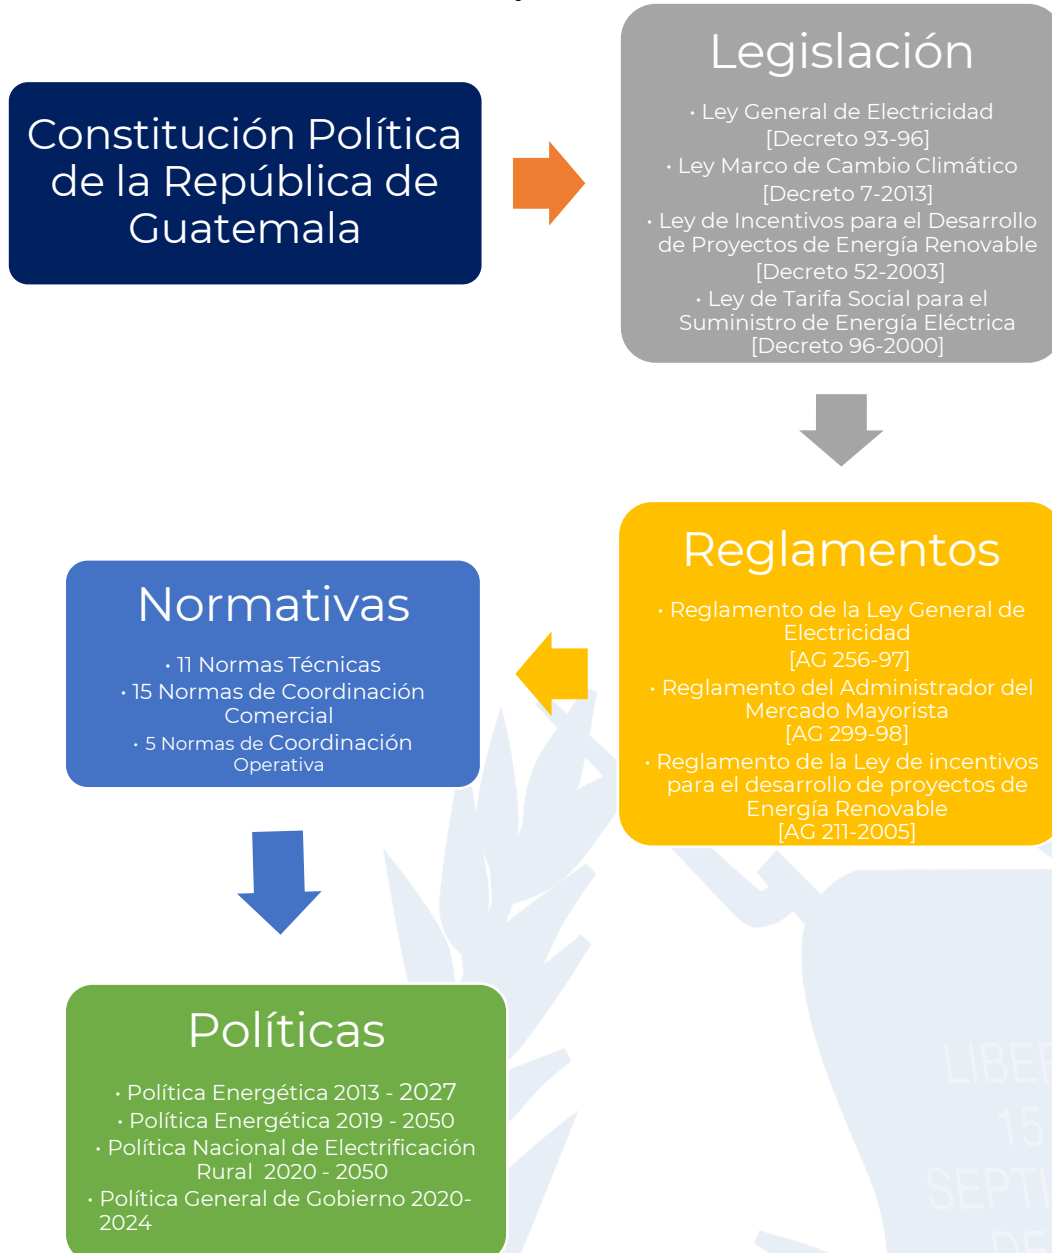 Constitución Política
de la República de
Guatemala
Legislación
• Ley General de Electricidad
[Decreto 93-96]
• Ley Marco de Cambio Climático
[Decreto 7-2013]
• Ley de Incentivos para el Desarrollo
de Proyectos de Energía Renovable
[Decreto 52-2003]
• Ley de Tarifa Social para el
Suministro de Energía Eléctrica
[Decreto 96-2000]
Reglamentos
• Reglamento de la Ley General de
Electricidad
[AG 256-97]
• Reglamento del Administrador del
Mercado Mayorista
[AG 299-98]
• Reglamento de la Ley de incentivos
para el desarrollo de proyectos de
Energía Renovable
[AG 211-2005]
Normativas
• 11 Normas Técnicas
• 15 Normas de Coordinación
Comercial
• 5 Normas de Coordinación
Operativa
Políticas
• Política Energética 2013 - 2027
• Política Energética 2019 - 2050
• Política Nacional de Electrificación
Rural 2020 - 2050
• Política General de Gobierno 2020-
2024
LIBER
15
SEPTI
DE